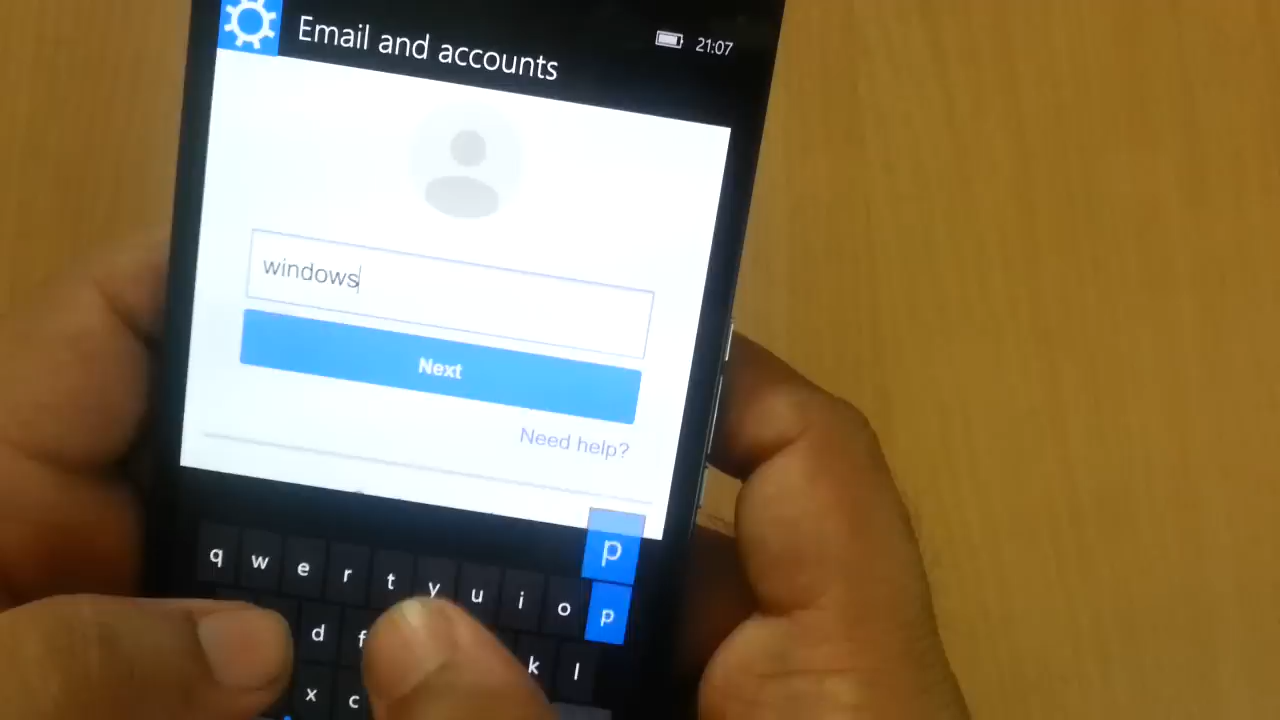 Email and accounts
21:07
windows
Next
Need help?
p
q w e r t y u i o p
d f k l
x c